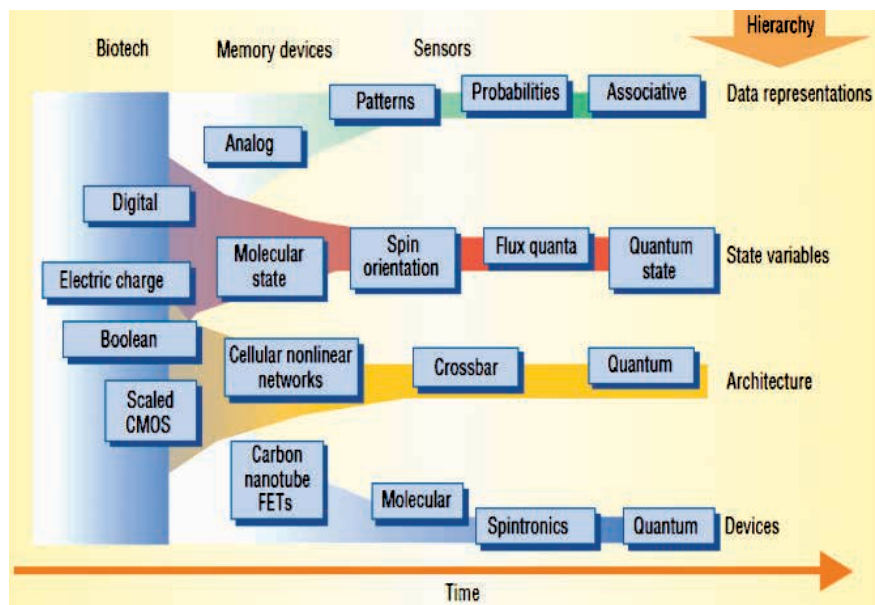 Hierarchy
Biotech
Memory devices
Sensors
Patterns
Probabilities
Associative
Data representations
Analog
Digital
Molecular
state
Spin
orientation
Flux quanta
Quantum
state
State variables
Electric charge
Boolean
Cellular nonlinear
networks
Crossbar
Quantum
Architecture
Scaled
CMOS
Carbon
nanotube
FETs
Molecular
Spintronics
Quantum
Devices
Time